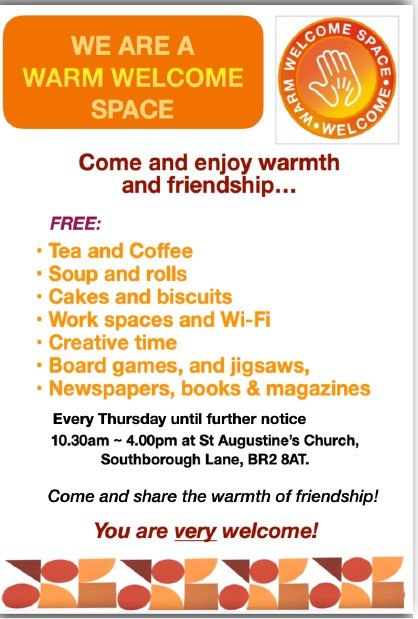 WE ARE A
WARM WELCOME
SPACE
WARM WELCOME SPACE • WELCOME •
Come and enjoy warmth
and friendship…
FREE:
• Tea and Coffee
• Soup and rolls
• Cakes and biscuits
• Work spaces and Wi-Fi
• Creative time
• Board games, and jigsaws,
• Newspapers, books & magazines
Every Thursday until further notice
10.30am ~ 4.00pm at St Augustine's Church,
Southborough Lane, BR2 8AT.
Come and share the warmth of friendship!
You are very welcome!